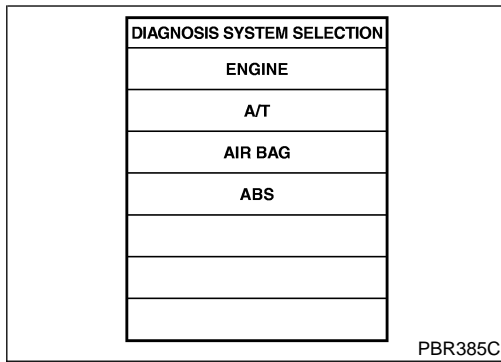 DIAGNOSIS SYSTEM SELECTION
ENGINE
A/T
AIR BAG
ABS
PBR385C